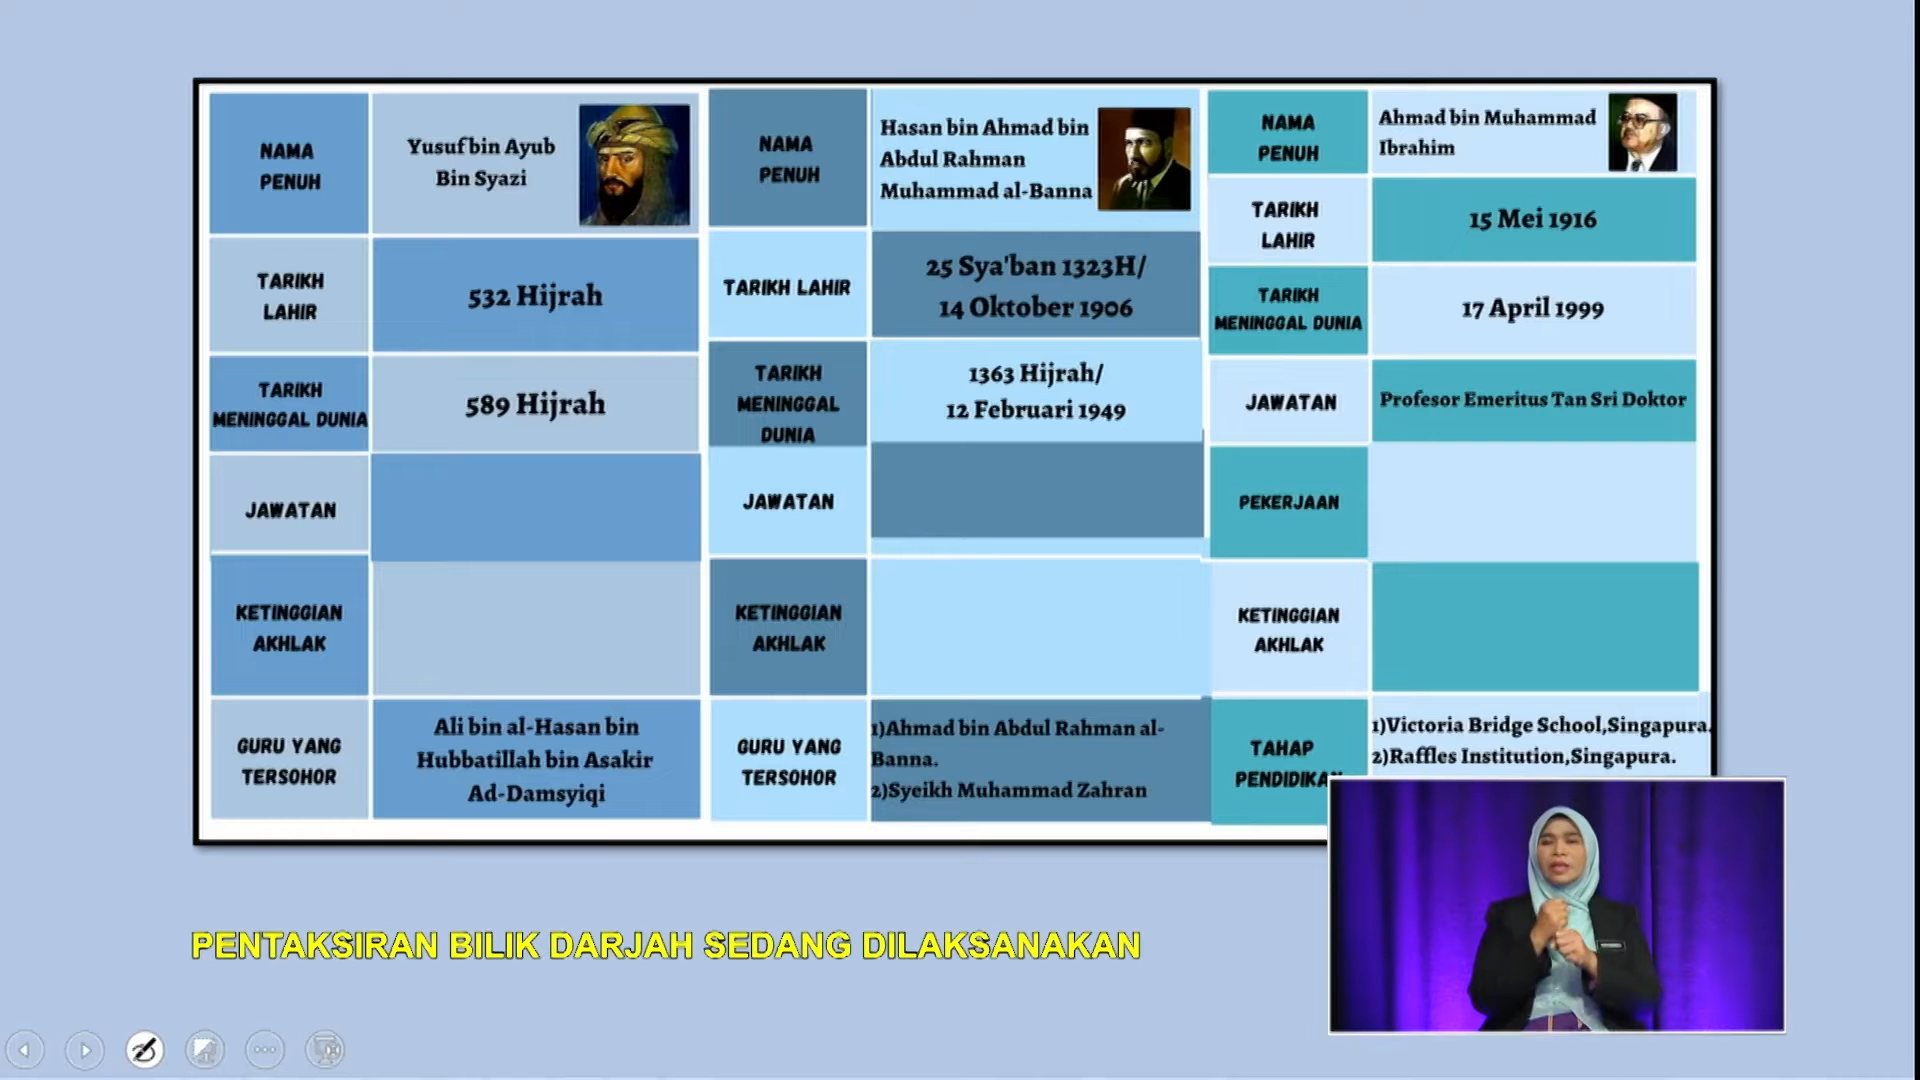 NAMA
PENUH
Yusuf bin Ayub
Bin Syazi
TARIKH
LAHIR
532 Hijrah
TARIKH
MENINGGAL DUNIA
589 Hijrah
JAWATAN
KETINGGIAN
AKHLAK
GURU YANG
TERSOHOR
Ali bin al-Hasan bin
Hubbatillah bin Asakir
Ad-Damsyiqi
NAMA
PENUH
Hasan bin Ahmad bin
Abdul Rahman
Muhammad al-Banna
TARIKH LAHIR
25 Sya'ban 1323H/
14 Oktober 1906
TARIKH
MENINGGAL
DUNIA
1363 Hijrah/
12 Februari 1949
JAWATAN
KETINGGIAN
AKHLAK
GURU YANG
TERSOHOR
1)Ahmad bin Abdul Rahman al-
Banna.
2)Syeikh Muhammad Zahran
NAMA
PENUH
Ahmad bin Muhammad
Ibrahim
TARIKH
LAHIR
15 Mei 1916
TARIKH
MENINGGAL DUNIA
17 April 1999
JAWATAN
Profesor Emeritus Tan Sri Doktor
PEKERJAAN
KETINGGIAN
AKHLAK
TAHAP
PENDIDIKAN
1)Victoria Bridge School,Singapura.
2)Raffles Institution,Singapura.
PENTAKSIRAN BILIK DARJAH SEDANG DILAKSANAKAN